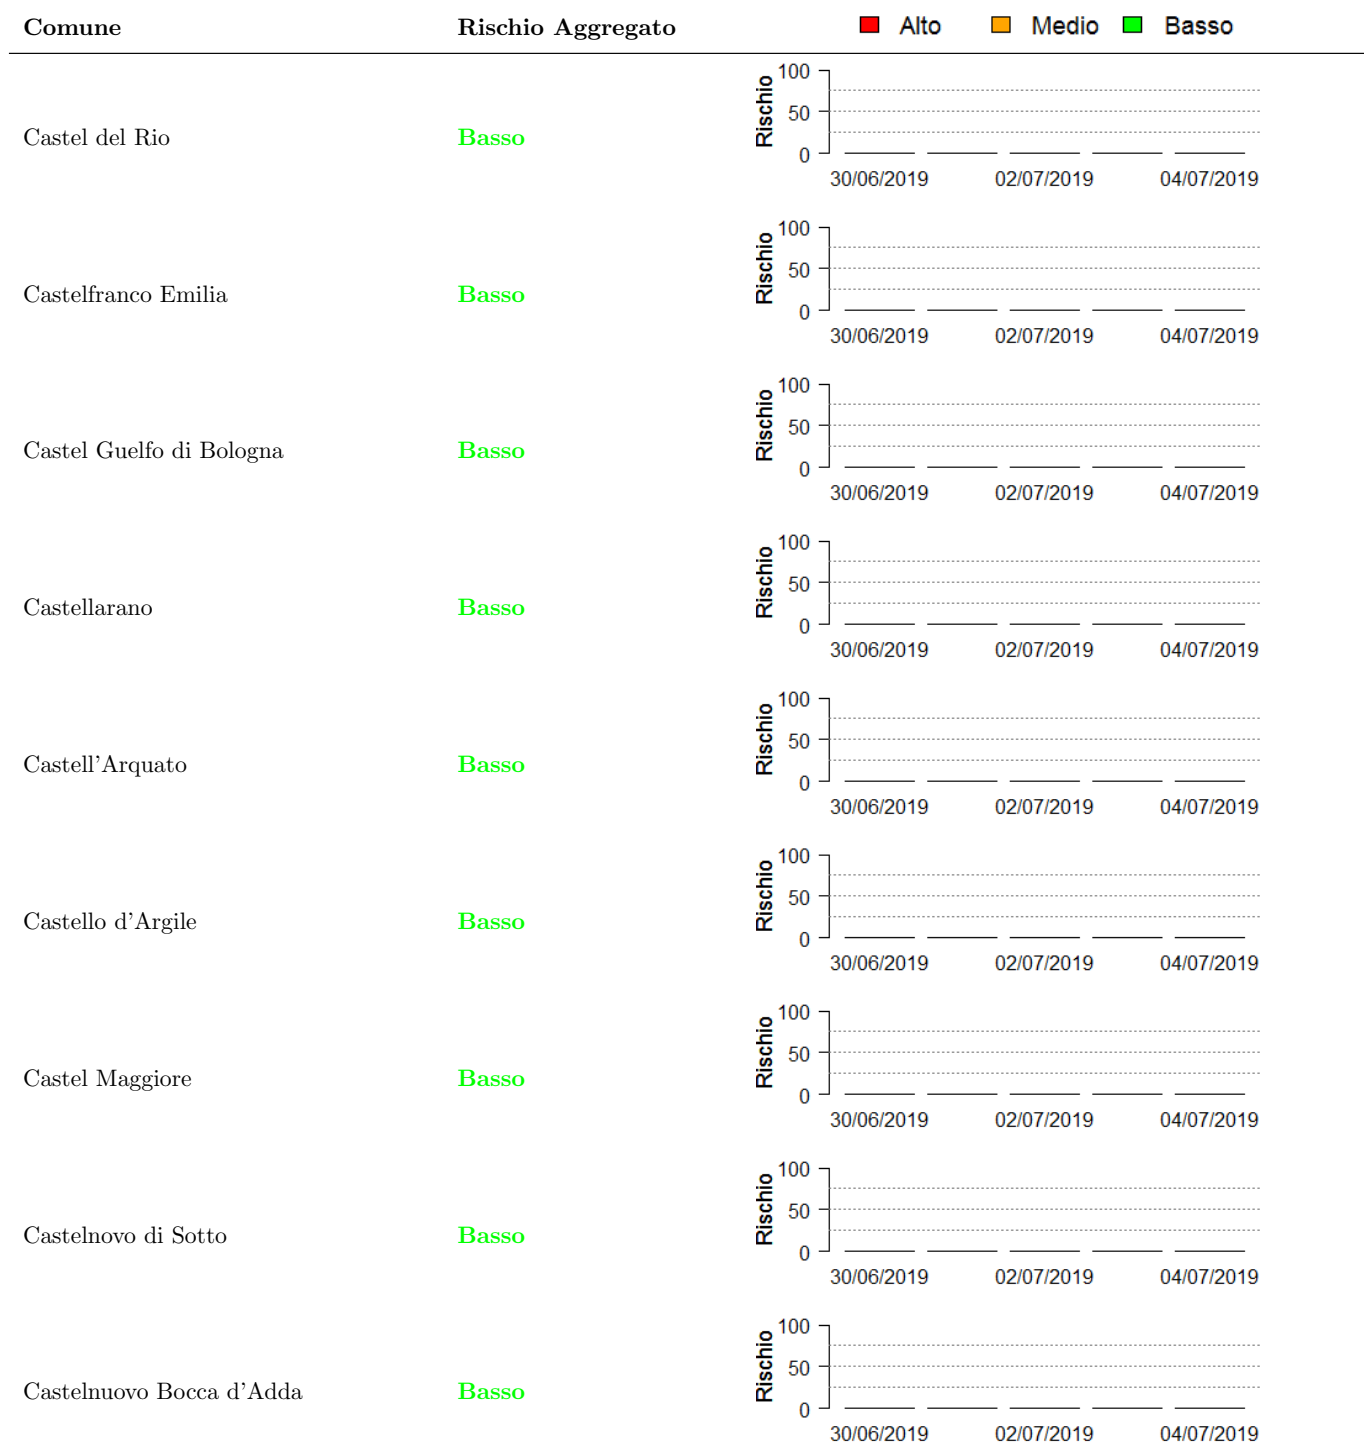 Comune Rischio Aggregato Alto Medio Basso
100
50
0
Rischio
Castel del Rio Basso
30/06/2019 02/07/2019 04/07/2019
100
50
0
Rischio
Castelfranco Emilia Basso
30/06/2019 02/07/2019 04/07/2019
100
50
0
Rischio
Castel Guelfo di Bologna Basso
30/06/2019 02/07/2019 04/07/2019
100
50
0
Rischio
Castellarano Basso
30/06/2019 02/07/2019 04/07/2019
100
50
0
Rischio
Castell'Arquato Basso
30/06/2019 02/07/2019 04/07/2019
100
50
0
Rischio
Castello d'Argile Basso
30/06/2019 02/07/2019 04/07/2019
100
50
0
Rischio
Castel Maggiore Basso
30/06/2019 02/07/2019 04/07/2019
100
50
0
Rischio
Castelnovo di Sotto Basso
30/06/2019 02/07/2019 04/07/2019
100
50
0
Rischio
Castelnuovo Bocca d'Adda Basso
30/06/2019 02/07/2019 04/07/2019